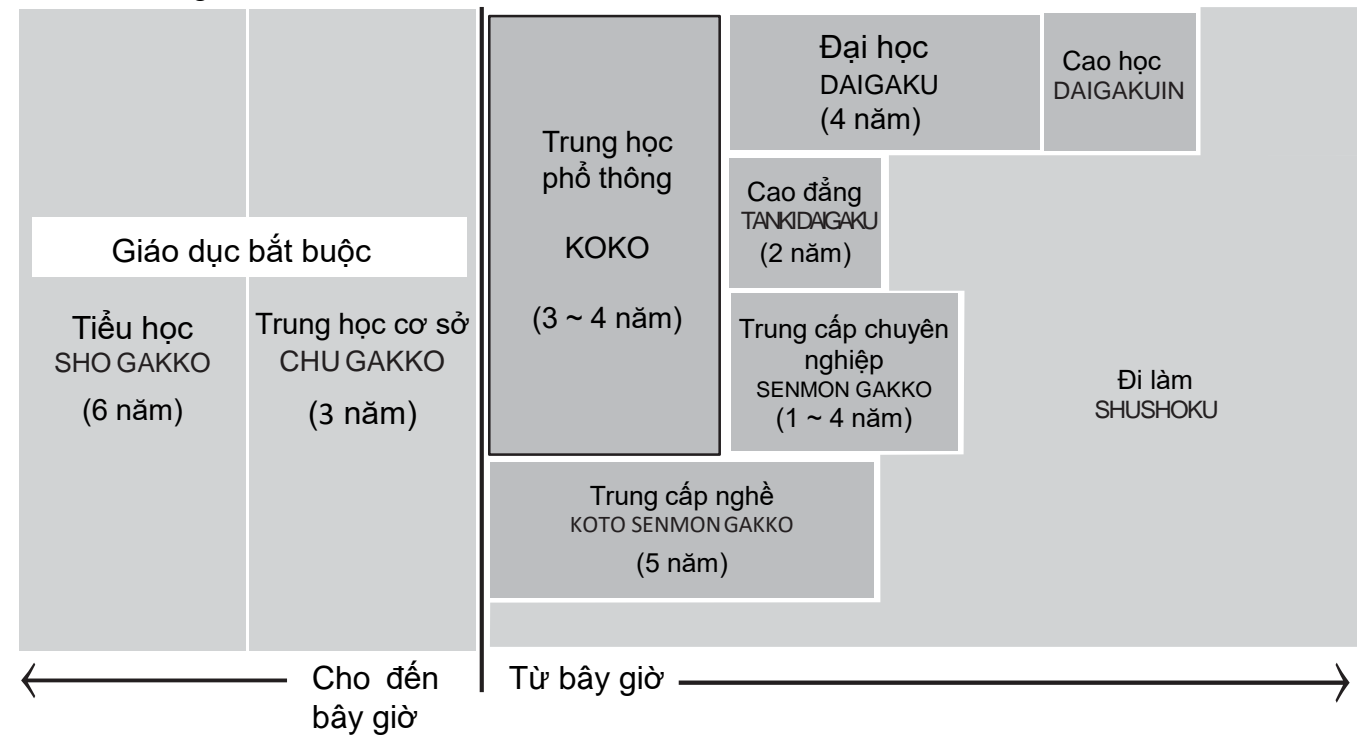 Giáo dục bắt buộc
Tiểu học
SHO GAKKO
(6 năm)
Trung học cơ sở
CHU GAKKO
(3 năm)
Trung học
phổ thông
KOKO
(3 ~ 4 năm)
Đại học
DAIGAKU
(4 năm)
Cao học
DAIGAKUIN
Cao đẳng
TANKI DAIGAKU
(2 năm)
Trung cấp chuyên
nghiệp
SENMON GAKKO
(1 ~ 4 năm)
Trung cấp nghề
KOTO SENMON GAKKO
(5 năm)
Đi làm
SHUSHOKU
Cho đến
bây giờ
Từ bây giờ